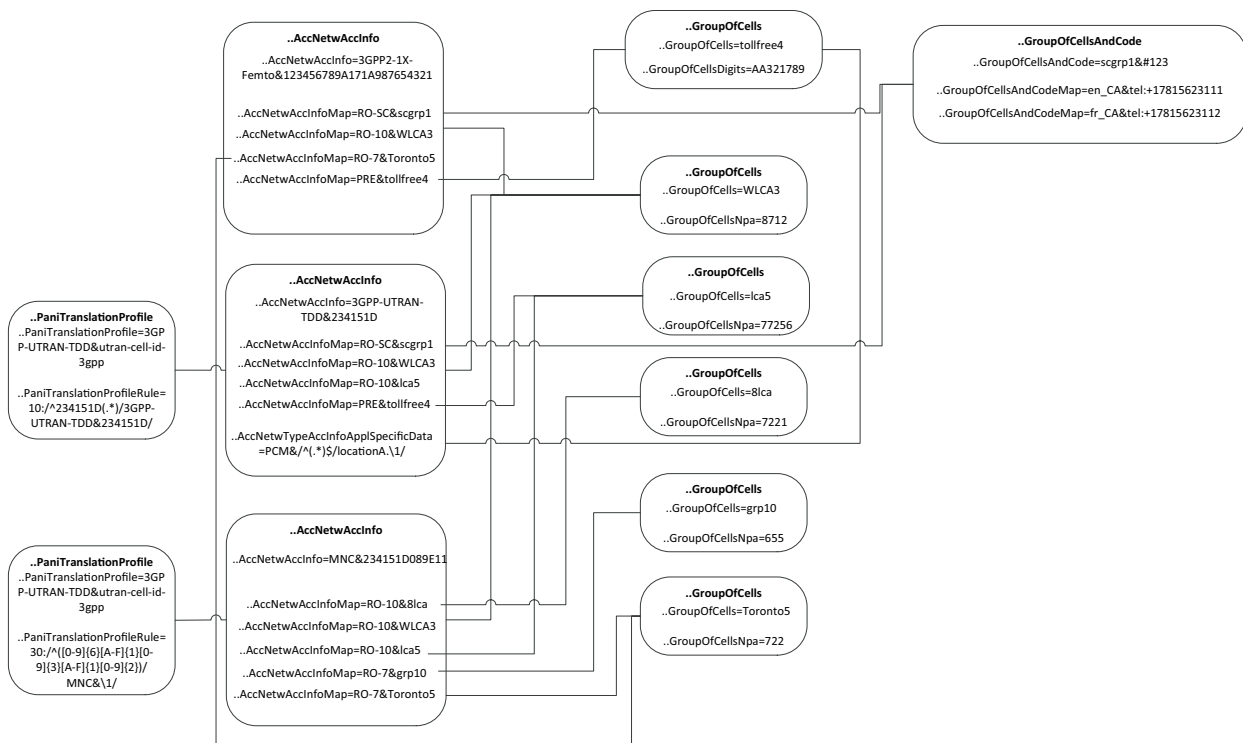 ..AccNetwAccInfo
..AccNetwAccInfo=3GPP2-1X-
Femto&123456789A171A987654321
..AccNetwAccInfoMap=RO-SC&scgrp1
..AccNetwAccInfoMap=RO-10&WLCA3
..AccNetwAccInfoMap=RO-7&Toronto5
..AccNetwAccInfoMap=PRE&tollfree4
..GroupOfCells
..GroupOfCells=tollfree4
..GroupOfCellsDigits=AA321789
..GroupOfCellsAndCode
..GroupOfCellsAndCode=scgrp1&#123
..GroupOfCellsAndCodeMap=en_CA&tel:+17815623111
..GroupOfCellsAndCodeMap=fr_CA&tel:+17815623112
..GroupOfCells
..GroupOfCells=WLCA3
..GroupOfCellsNpa=8712
..PaniTranslationProfile
..PaniTranslationProfile=3GP
P-UTRAN-TDD&utran-cell-id-
3gpp
..PaniTranslationProfileRule=
10:/^234151D(.*)/3GPP-
UTRAN-TDD&234151D/
..AccNetwAccInfo
..AccNetwAccInfo=3GPP-UTRAN-
TDD&234151D
..AccNetwAccInfoMap=RO-SC&scgrp1
..AccNetwAccInfoMap=RO-10&WLCA3
..AccNetwAccInfoMap=RO-10&lca5
..AccNetwAccInfoMap=PRE&tollfree4
..AccNetwTypeAccInfoApplSpecificData
=PCM&/^(.*)$/locationA.\1/
..GroupOfCells
..GroupOfCells=lca5
..GroupOfCellsNpa=77256
..GroupOfCells
..GroupOfCells=8lca
..GroupOfCellsNpa=7221
..GroupOfCells
..GroupOfCells=grp10
..GroupOfCellsNpa=655
..PaniTranslationProfile
..PaniTranslationProfile=3GP
P-UTRAN-TDD&utran-cell-id-
3gpp
..PaniTranslationProfileRule=
30:/^([0-9]{6}[A-F]{1}[0-
9]{3}[A-F]{1}[0-9]{2})/
MNC&\1/
..AccNetwAccInfo
..AccNetwAccInfo=MNC&234151D089E11
..AccNetwAccInfoMap=RO-10&8lca
..AccNetwAccInfoMap=RO-10&WLCA3
..AccNetwAccInfoMap=RO-10&lca5
..AccNetwAccInfoMap=RO-7&grp10
..AccNetwAccInfoMap=RO-7&Toronto5
..GroupOfCells
..GroupOfCells=Toronto5
..GroupOfCellsNpa=722